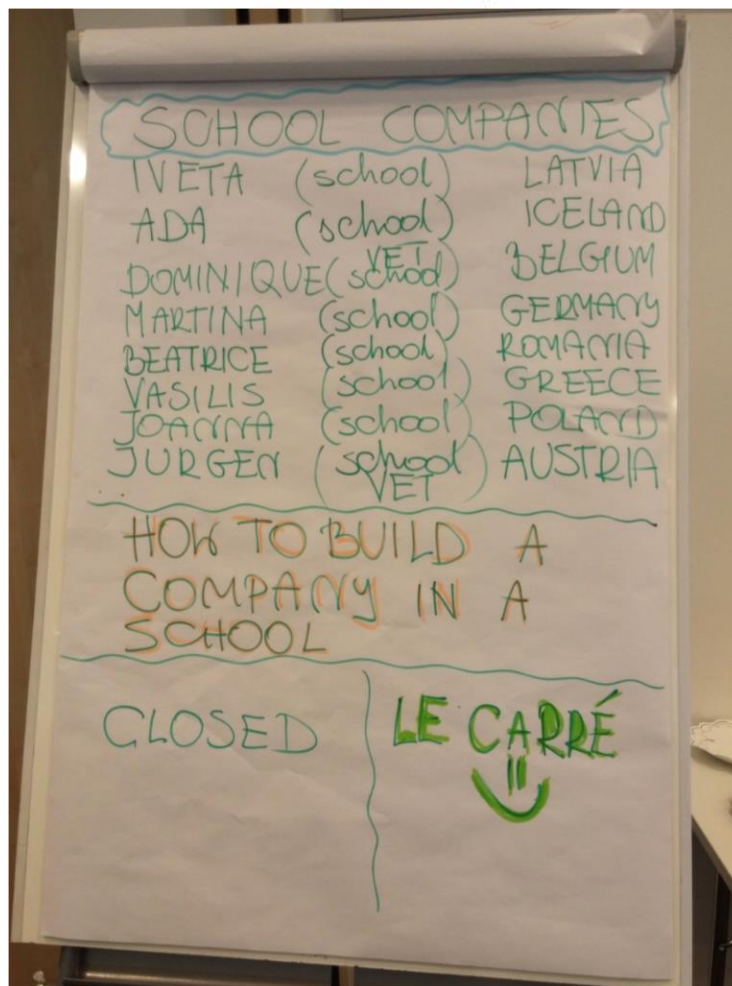 SCHOOL COMPANIES
IVETA (school) LATVIA
ADA (school) ICELAND
DOMINIQUE (school) VET BELGIUM
MARTINA (school) GERMANY
BEATRICE (school) ROMANIA
VASILIS (school) GREECE
JOANNA (school) POLAND
JURGEN (school VET) AUSTRIA
HOW TO BUILD A
COMPANY IN A
SCHOOL
CLOSED
LE CARRÉ